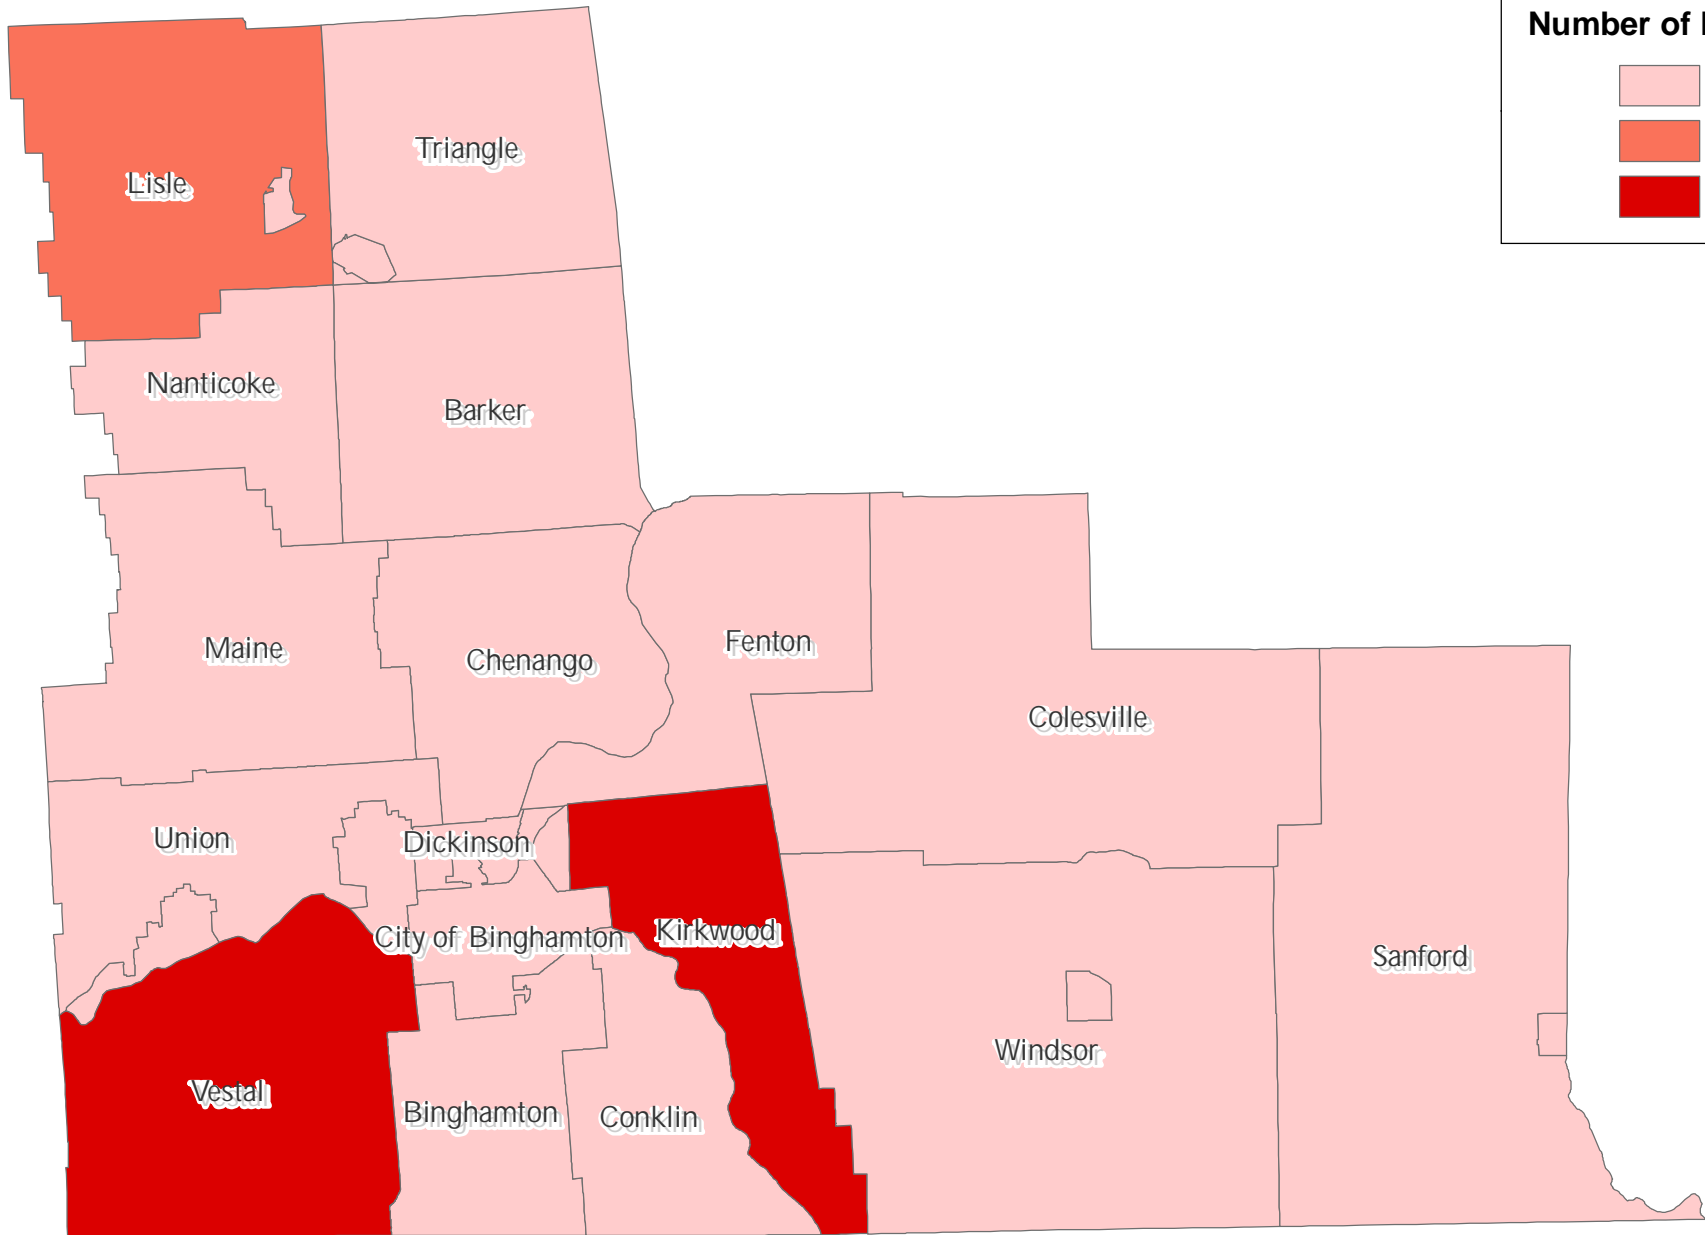 Number of
Triangle
Lisle
Nanticoke
Barker
Maine
Chenango
Fenton
Colesville
Union
Dickinson
City of Binghamton
Kirkwood
Sanford
Windsor
Vestal
Binghamton
Conklin